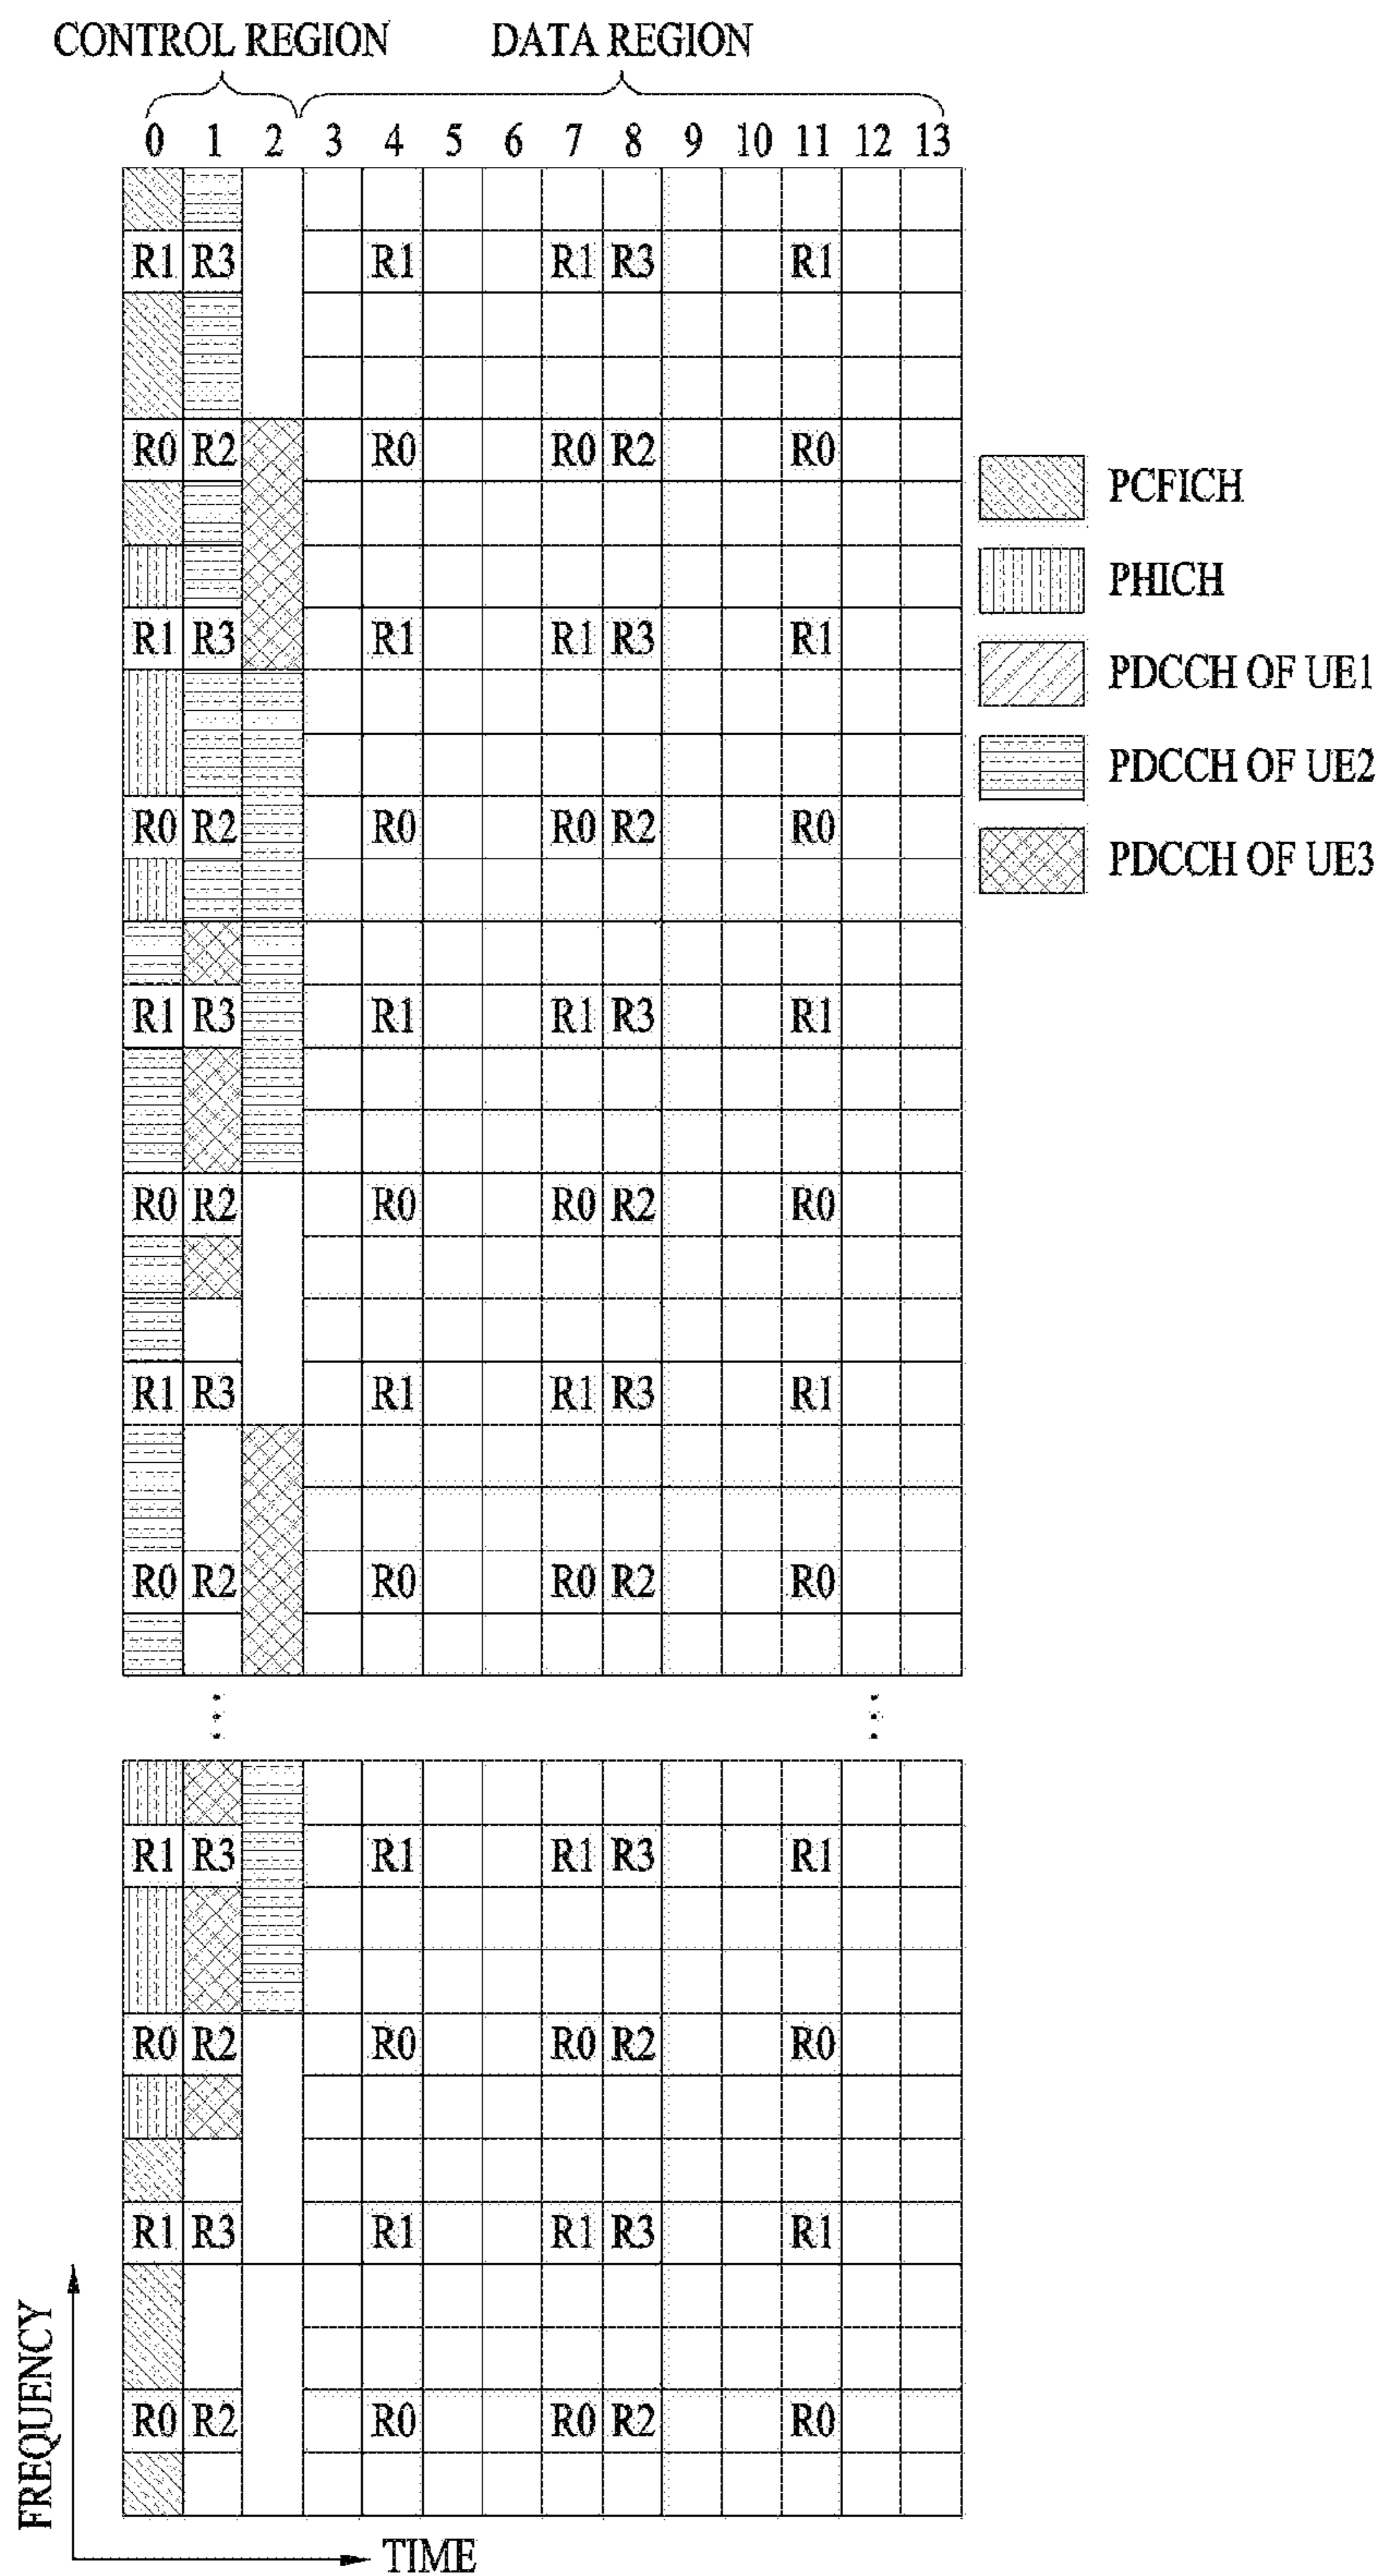 CONTROL REGION DATA REGION
0 1 2 3 4 5 6 7 8 9 10 11 12 13
R1 R3 R1 R1 R3 R1
R0 R2 R0 R0 R2 R0
PCFICH
PHICH
R1 R3 R1 R1 R3 R1
PDCCH OF UE1
PDCCH OF UE2
R0 R2 R0 R0 R2 R0
PDCCH OF UE3
R1 R3 R1 R1 R3 R1
R0 R2 R0 R0 R2 R0
R1 R3 R1 R1 R3 R1
R0 R2 R0 R0 R2 R0
R1 R3 R1 R1 R3 R1
R0 R2 R0 R0 R2 R0
R1 R3 R1 R1 R3 R1
R0 R2 R0 R0 R2 R0
FREQUENCY
TIME